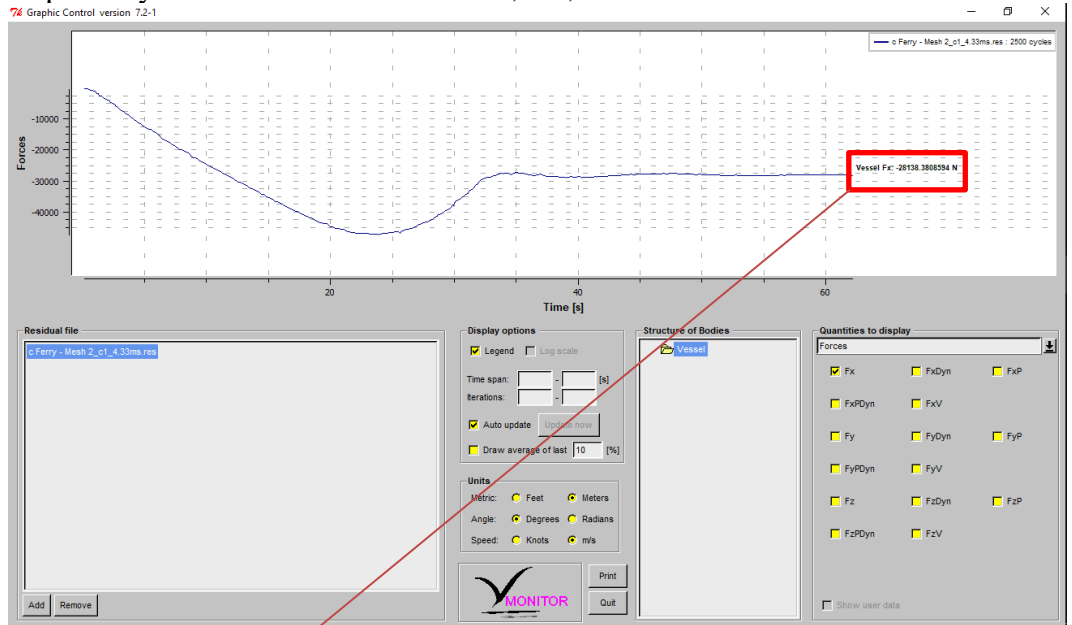 7% Graphic Control version 7.2-1
c Ferry - Mesh 2_c1_4.33ms.res : 2500 cycles
-10000
-20000
-30000
-40000
Forces
Vessel Fx: -28138.3808594 N
20 40 60
Time [s]
Residual file
c Ferry - Mesh 2_c1_4.33ms.res
Add Remove
Display options
Legend Log scale
Time span: - [s]
Iterations: -
Auto update Update now
Draw average of last 10 [%]
Units
Metric: Feet Meters
Angle: Degrees Radians
Speed: Knots m/s
MONITOR
Print
Quit
Structure of Bodies
Vessel
Quantities to display
Forces
Fx FxDyn FxP
FxPDyn FxV
Fy FyDyn FyP
FyPDyn FyV
Fz FzDyn FzP
FzPDyn FzV
Show user data